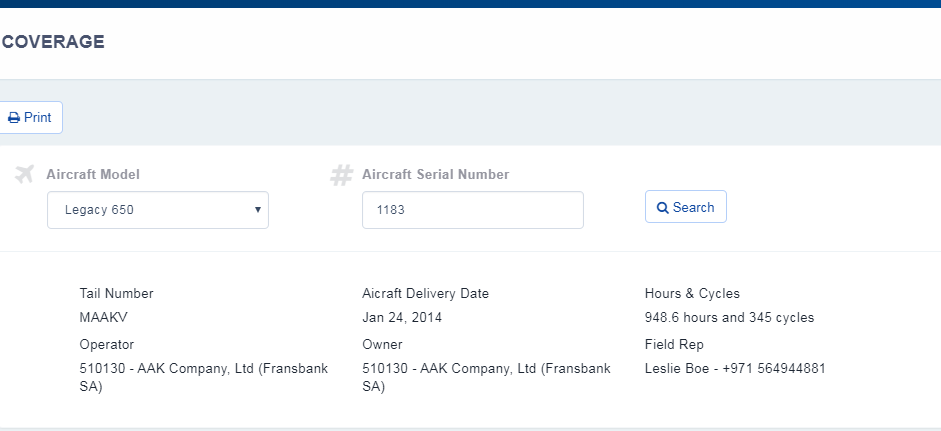 COVERAGE
Print
Aircraft Model
Aircraft Serial Number
Legacy 650
1183
Search
Tail Number
Aicraft Delivery Date
Hours & Cycles
MAAKV
Jan 24, 2014
948.6 hours and 345 cycles
Operator
Owner
Field Rep
510130 - AAK Company, Ltd (Fransbank
SA)
510130 - AAK Company, Ltd (Fransbank
SA)
Leslie Boe - +971 564944881